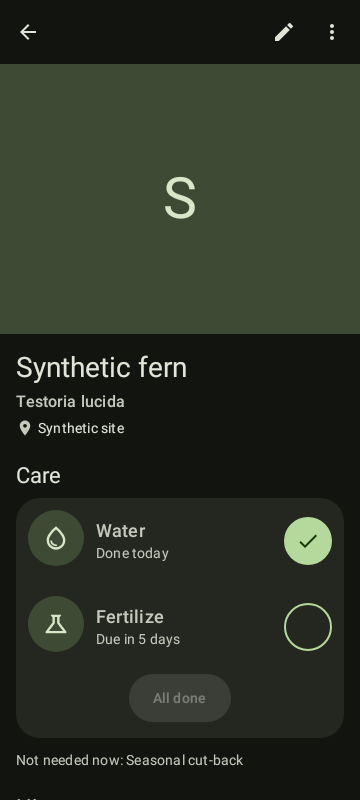 S
Synthetic fern
Testoria lucida
Synthetic site
Care
Water
Done today
Fertilize
Due in 5 days
All done
Not needed now: Seasonal cut-back